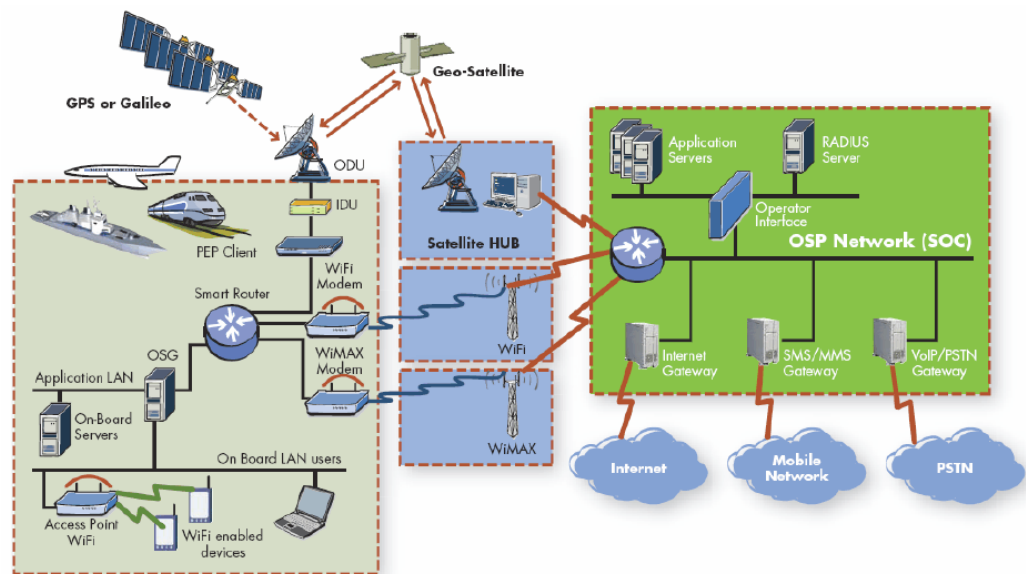 GPS or Galileo
Geo-Satellite
ODU
IDU
PEP Client
WiFi
Modem
Smart Router
WiMAX
Modem
OSG
Application LAN
On-Board
Servers
On Board LAN users
Access Point
WiFi
WiFi enabled
devices
Satellite HUB
WiFi
WiMAX
Application
Servers
RADIUS
Server
Operator
Interface
OSP Network (SOC)
Internet
Gateway
SMS/MMS
Gateway
VoIP/PSTN
Gateway
Internet
Mobile
Network
PSTN